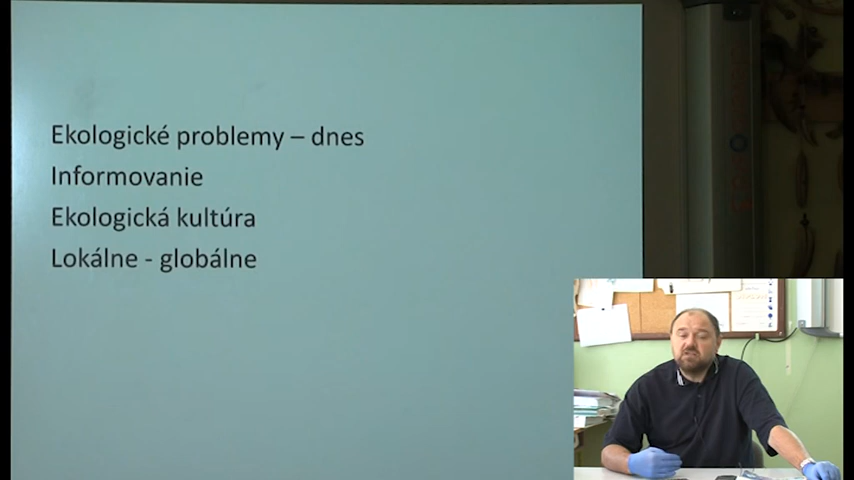 Ekologické problemy – dnes
Informovanie
Ekologická kultúra
Lokálne - globálne